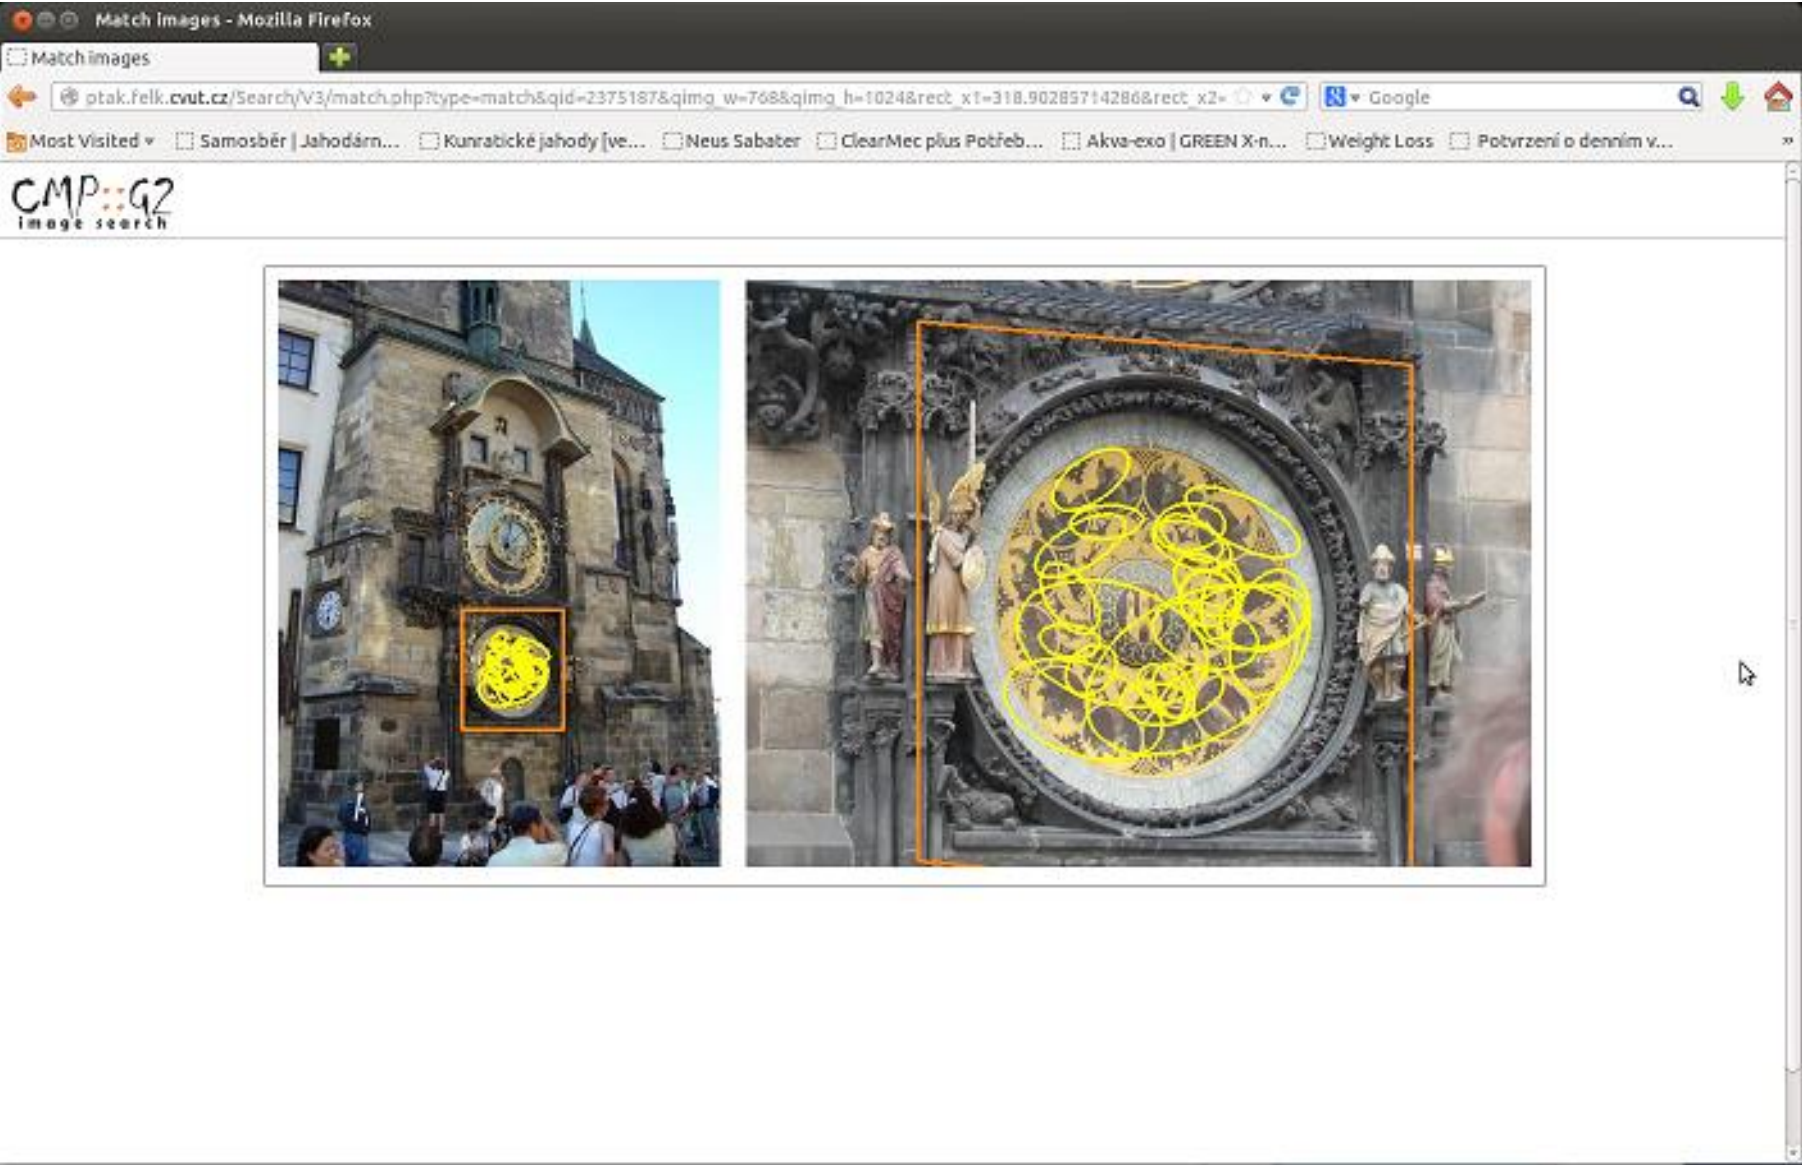 Match images - Mozilla Firefox
Match images
ptak.felk.cvut.cz/Search/V3/match.php?type=match&qid=2375187&qimg_w=768&qimg_h=1024&rect_x1=318.90285714286&rect_x2=
Google
Most Visited Samosběr | Jahodárn... Kunratické jahody [ve... Neus Sabater ClearMec plus Potřeb... Akva-exo | GREEN X-n... Weight Loss Potvrzení o denním v... »
CMP::G2
image search